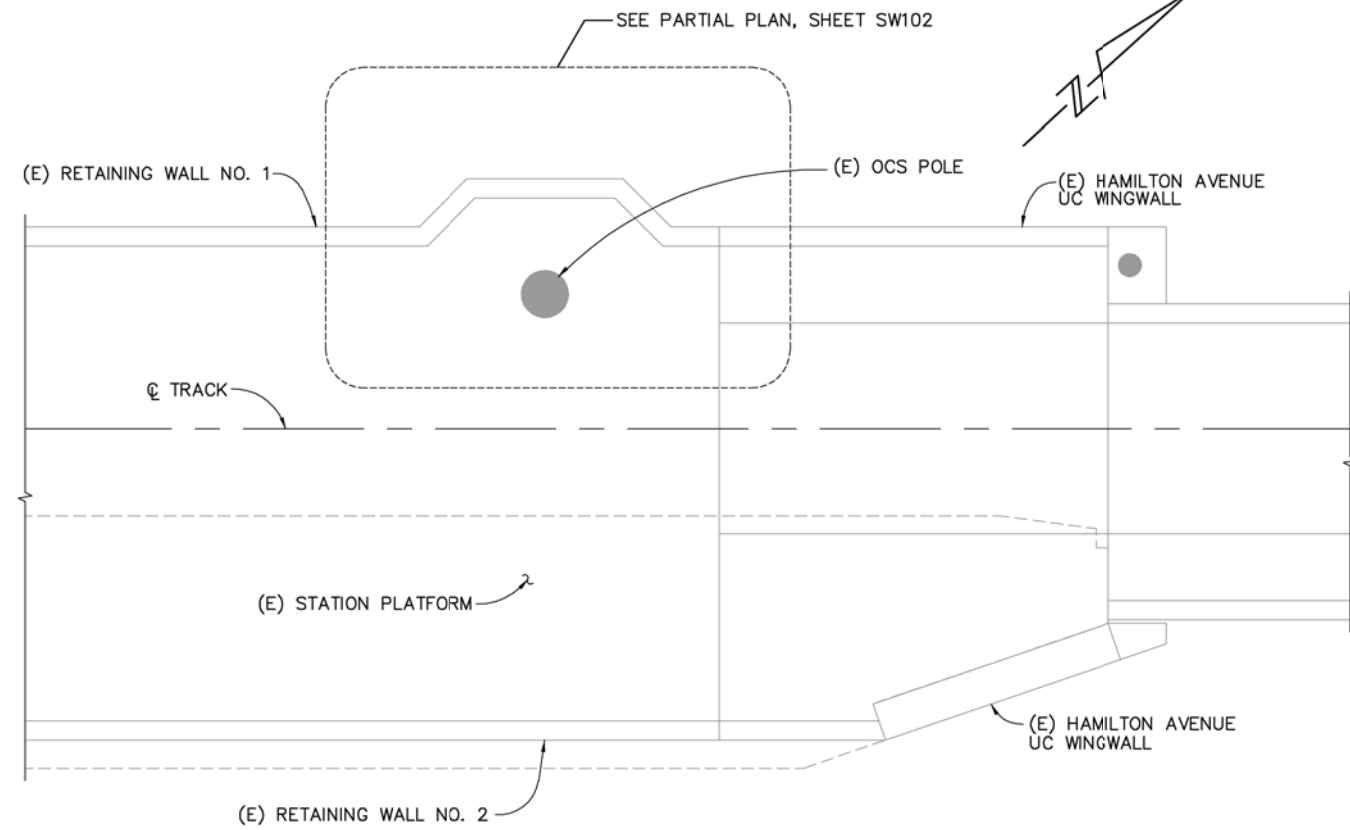 SEE PARTIAL PLAN, SHEET SW102
(E) RETAINING WALL NO. 1
(E) OCS POLE
(E) HAMILTON AVENUE
UC WINGWALL
℄ TRACK
(E) STATION PLATFORM
(E) HAMILTON AVENUE
UC WINGWALL
(E) RETAINING WALL NO. 2